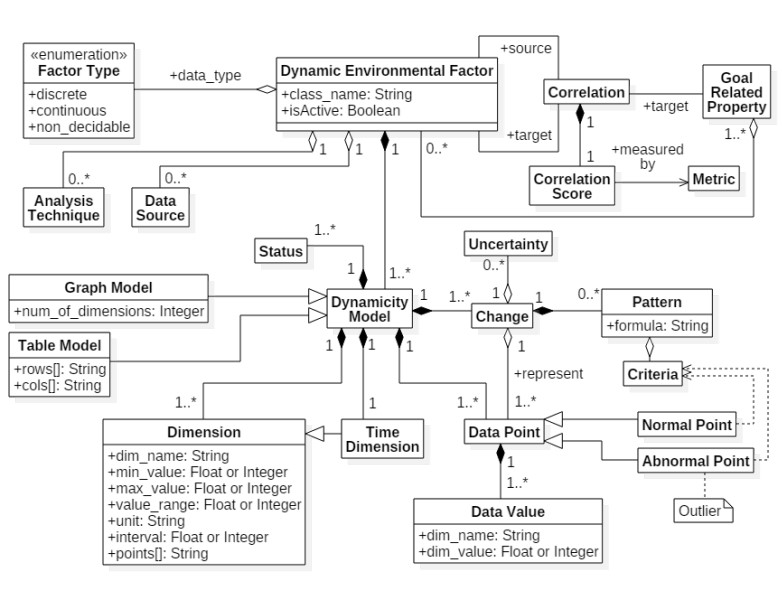 «enumeration»
Factor Type
+discrete
+continuous
+non_decidable
+data_type
Dynamic Environmental Factor
+class_name: String
+isActive: Boolean
+source
+target
Correlation
+target
Goal
Related
Property
1..*
1
1
Correlation
Score
+measured
by
Metric
1
1
1
0..*
0..*
0..*
Analysis
Technique
Data
Source
Status
1..*
1
1..*
Uncertainty
0..*
1
Graph Model
+num_of_dimensions: Integer
Table Model
+rows[]: String
+cols[]: String
Dynamicity
Model
1
1..*
Change
1
0..*
Pattern
+formula: String
Criteria
1
1
1
1
+represent
1..*
1
1..*
1..*
Dimension
+dim_name: String
+min_value: Float or Integer
+max_value: Float or Integer
+value_range: Float or Integer
+unit: String
+interval: Float or Integer
+points[]: String
Time
Dimension
Data Point
Normal Point
Abnormal Point
Outlier
1
1..*
Data Value
+dim_name: String
+dim_value: Float or Integer